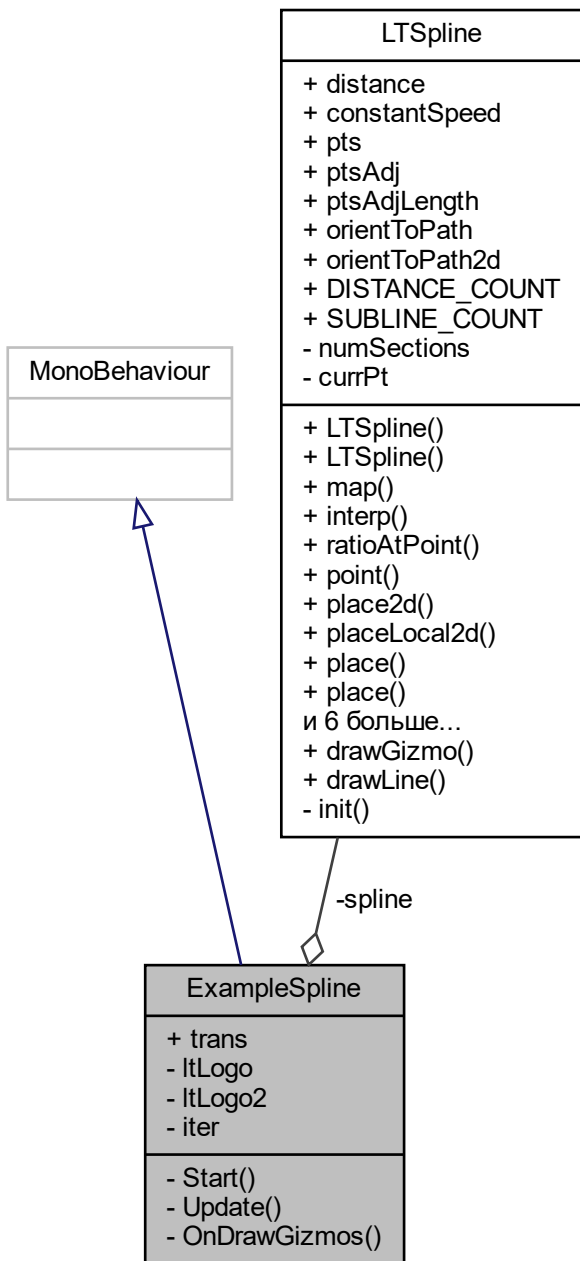 LTSpline
+ distance
+ constantSpeed
+ pts
+ ptsAdj
+ ptsAdjLength
+ orientToPath
+ orientToPath2d
+ DISTANCE_COUNT
+ SUBLINE_COUNT
- numSections
- currPt
+ LTSpline()
+ LTSpline()
+ map()
+ interp()
+ ratioAtPoint()
+ point()
+ place2d()
+ placeLocal2d()
+ place()
+ place()
и 6 больше...
+ drawGizmo()
+ drawLine()
- init()
MonoBehaviour
-spline
ExampleSpline
+ trans
- ltLogo
- ltLogo2
- iter
- Start()
- Update()
- OnDrawGizmos()